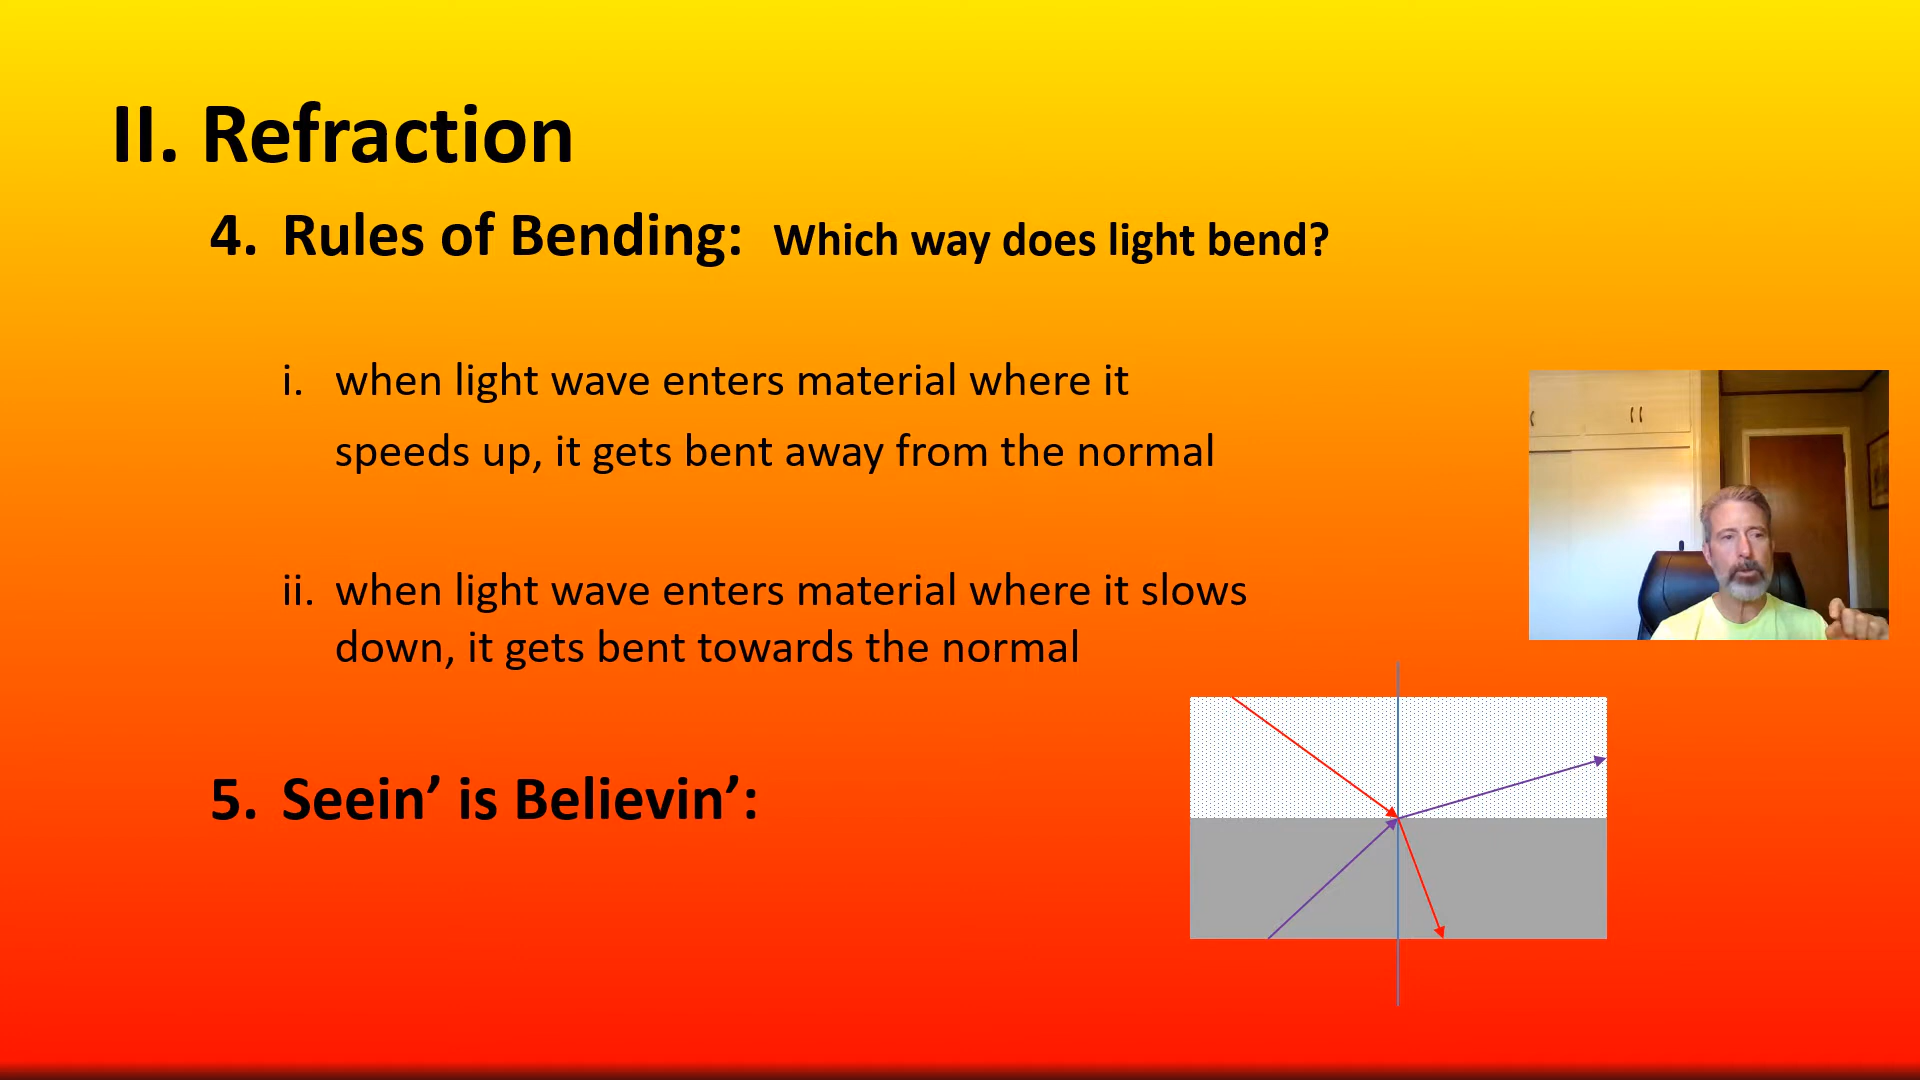 II. Refraction
4. Rules of Bending: Which way does light bend?
i. when light wave enters material where it
speeds up, it gets bent away from the normal
ii. when light wave enters material where it slows
down, it gets bent towards the normal
5. Seein’ is Believin’: